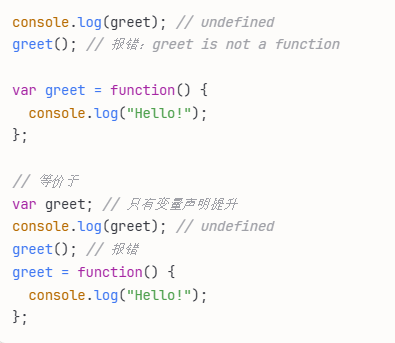 console.log(greet); // undefined
greet(); // 报错：greet is not a function

var greet = function() {
  console.log("Hello!");
};

// 等价于
var greet; // 只有变量声明提升
console.log(greet); // undefined
greet(); // 报错
greet = function() {
  console.log("Hello!");
};